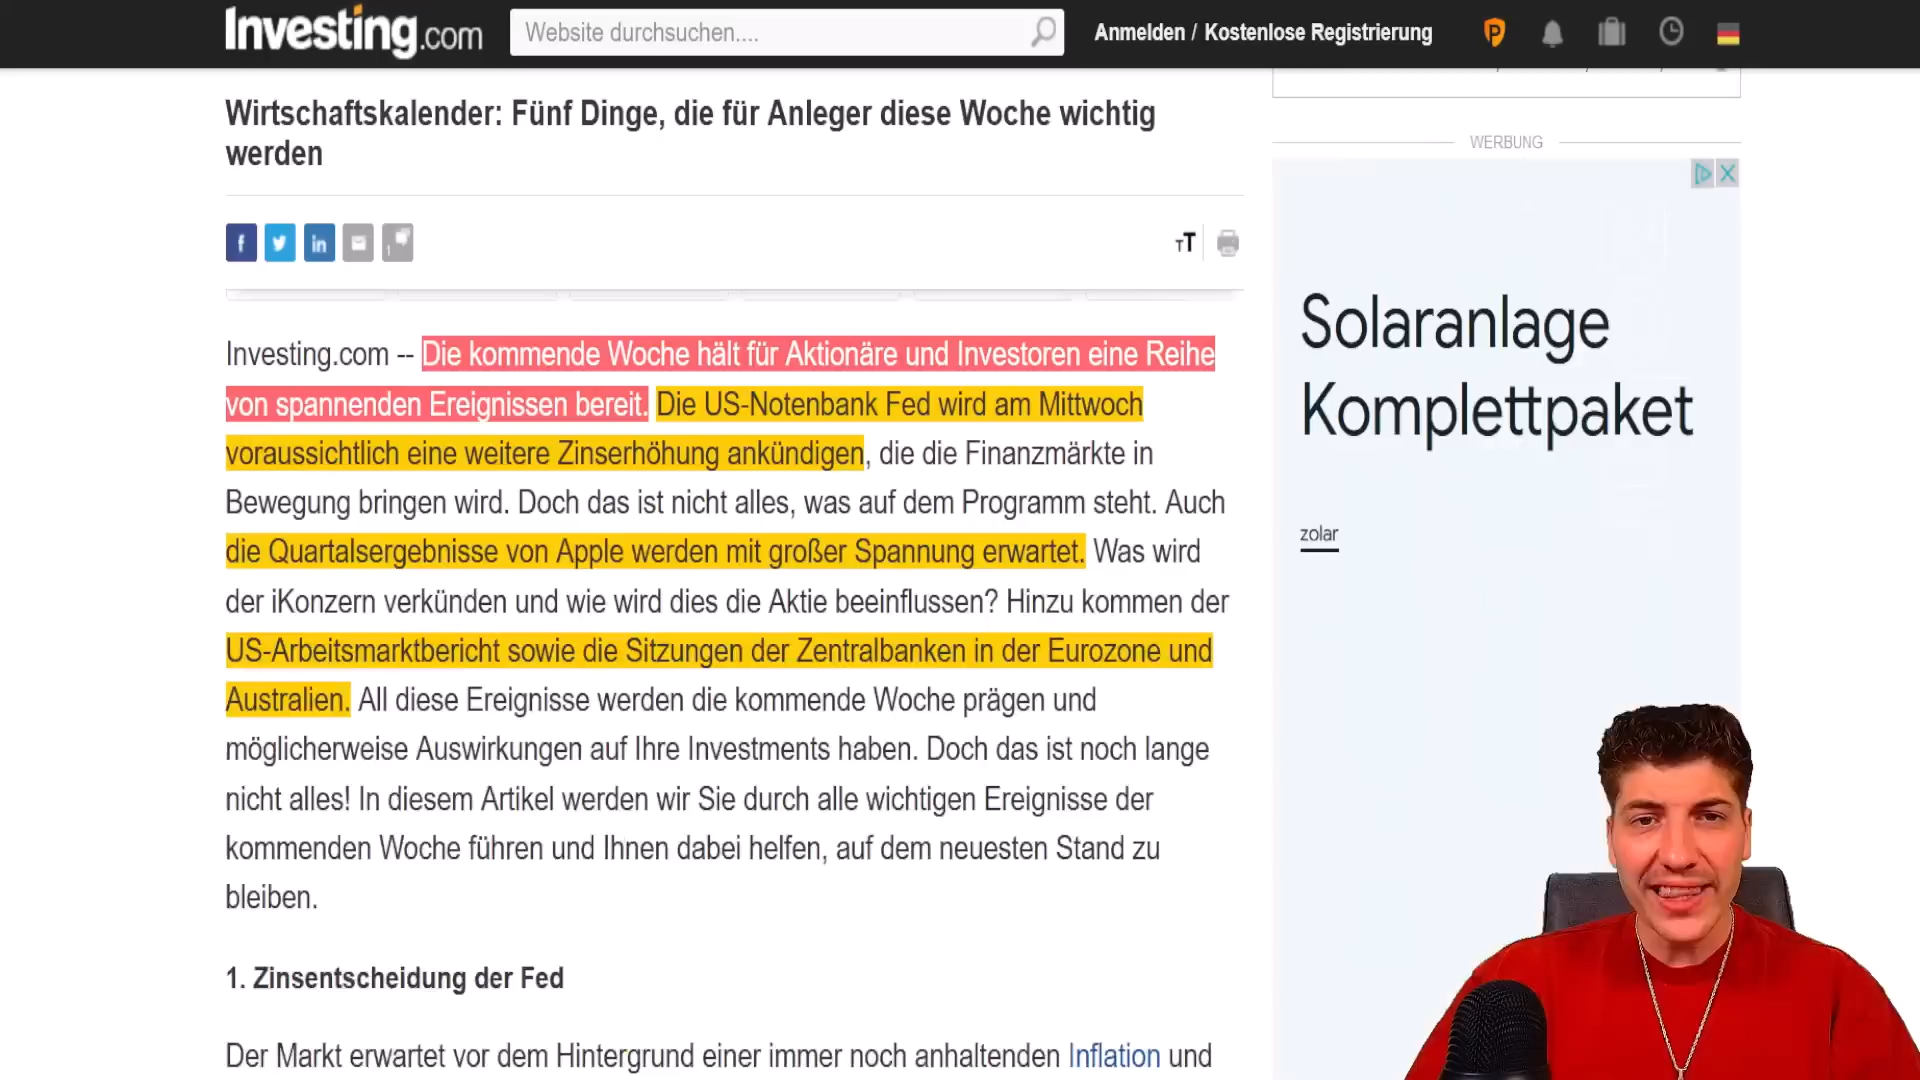 Investing.com
Website durchsuchen....
Anmelden / Kostenlose Registrierung
Wirtschaftskalender: Fünf Dinge, die für Anleger diese Woche wichtig
werden
1
TT
Investing.com -- Die kommende Woche hält für Aktionäre und Investoren eine Reihe
von spannenden Ereignissen bereit. Die US-Notenbank Fed wird am Mittwoch
voraussichtlich eine weitere Zinserhöhung ankündigen, die die Finanzmärkte in
Bewegung bringen wird. Doch das ist nicht alles, was auf dem Programm steht. Auch
die Quartalsergebnisse von Apple werden mit großer Spannung erwartet. Was wird
der iKonzern verkünden und wie wird dies die Aktie beeinflussen? Hinzu kommen der
US-Arbeitsmarktbericht sowie die Sitzungen der Zentralbanken in der Eurozone und
Australien. All diese Ereignisse werden die kommende Woche prägen und
möglicherweise Auswirkungen auf Ihre Investments haben. Doch das ist noch lange
nicht alles! In diesem Artikel werden wir Sie durch alle wichtigen Ereignisse der
kommenden Woche führen und Ihnen dabei helfen, auf dem neuesten Stand zu
bleiben.
1. Zinsentscheidung der Fed
Der Markt erwartet vor dem Hintergrund einer immer noch anhaltenden Inflation und
WERBUNG
Solaranlage
Komplettpaket
zolar